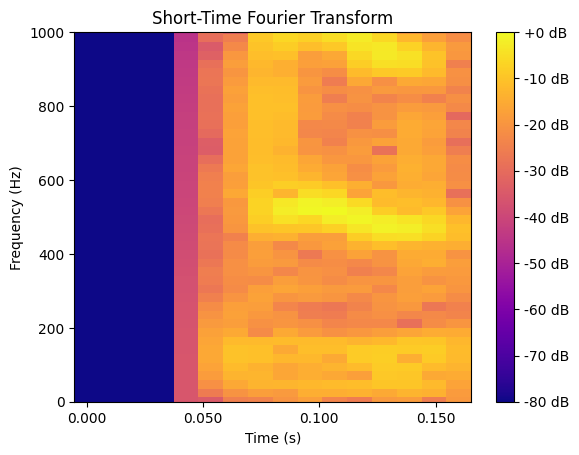 Short-Time Fourier Transform
1000
800
600
400
200
0
Frequency (Hz)
0.000
0.050
0.100
0.150
Time (s)
+0 dB
-10 dB
-20 dB
-30 dB
-40 dB
-50 dB
-60 dB
-70 dB
-80 dB